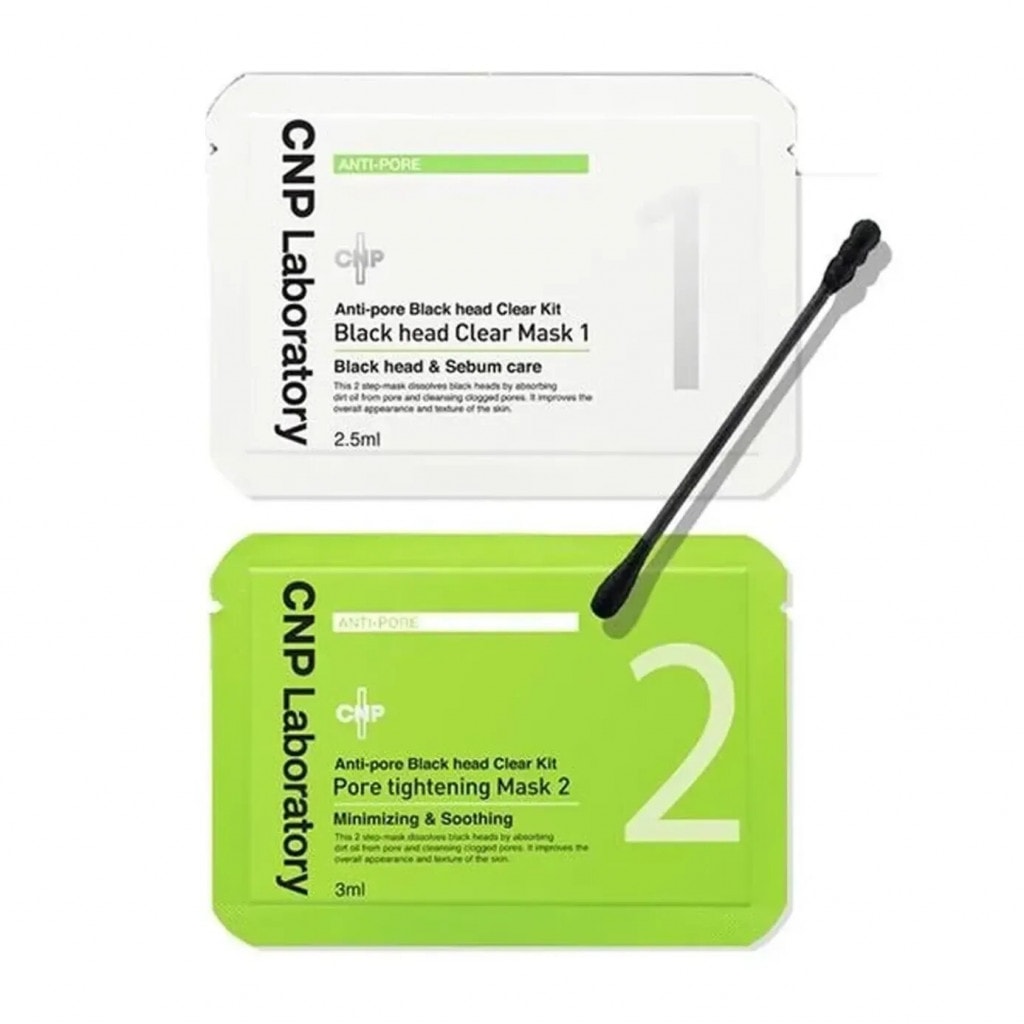 CNP Laboratory
ANTI-PORE
1
CNP
Anti-pore Black head Clear Kit
Black head Clear Mask 1
Black head & Sebum care
This 2 step-mask dissolves black heads by absorbing
dirt oil from pore and cleansing clogged pores. It improves the
overall appearance and texture of the skin.
2.5ml
CNP Laboratory
ANTI-PORE
2
CNP
Anti-pore Black head Clear Kit
Pore tightening Mask 2
Minimizing & Soothing
This 2 step-mask dissolves black heads by absorbing
dirt oil from pore and cleansing clogged pores. It improves the
overall appearance and texture of the skin.
3ml